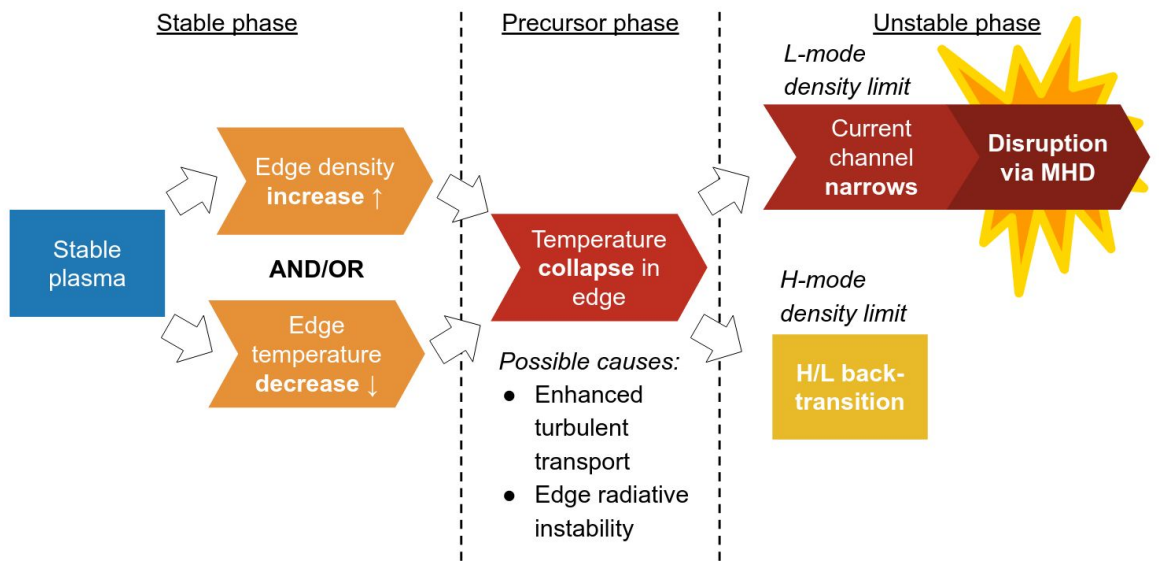 Stable phase
Precursor phase
Unstable phase
Stable
plasma
Edge density
increase ↑
AND/OR
Edge
temperature
decrease ↓
Temperature
collapse in
edge
Possible causes:
● Enhanced
turbulent
transport
● Edge radiative
instability
L-mode
density limit
Current
channel
narrows
Disruption
via MHD
H-mode
density limit
H/L back-
transition